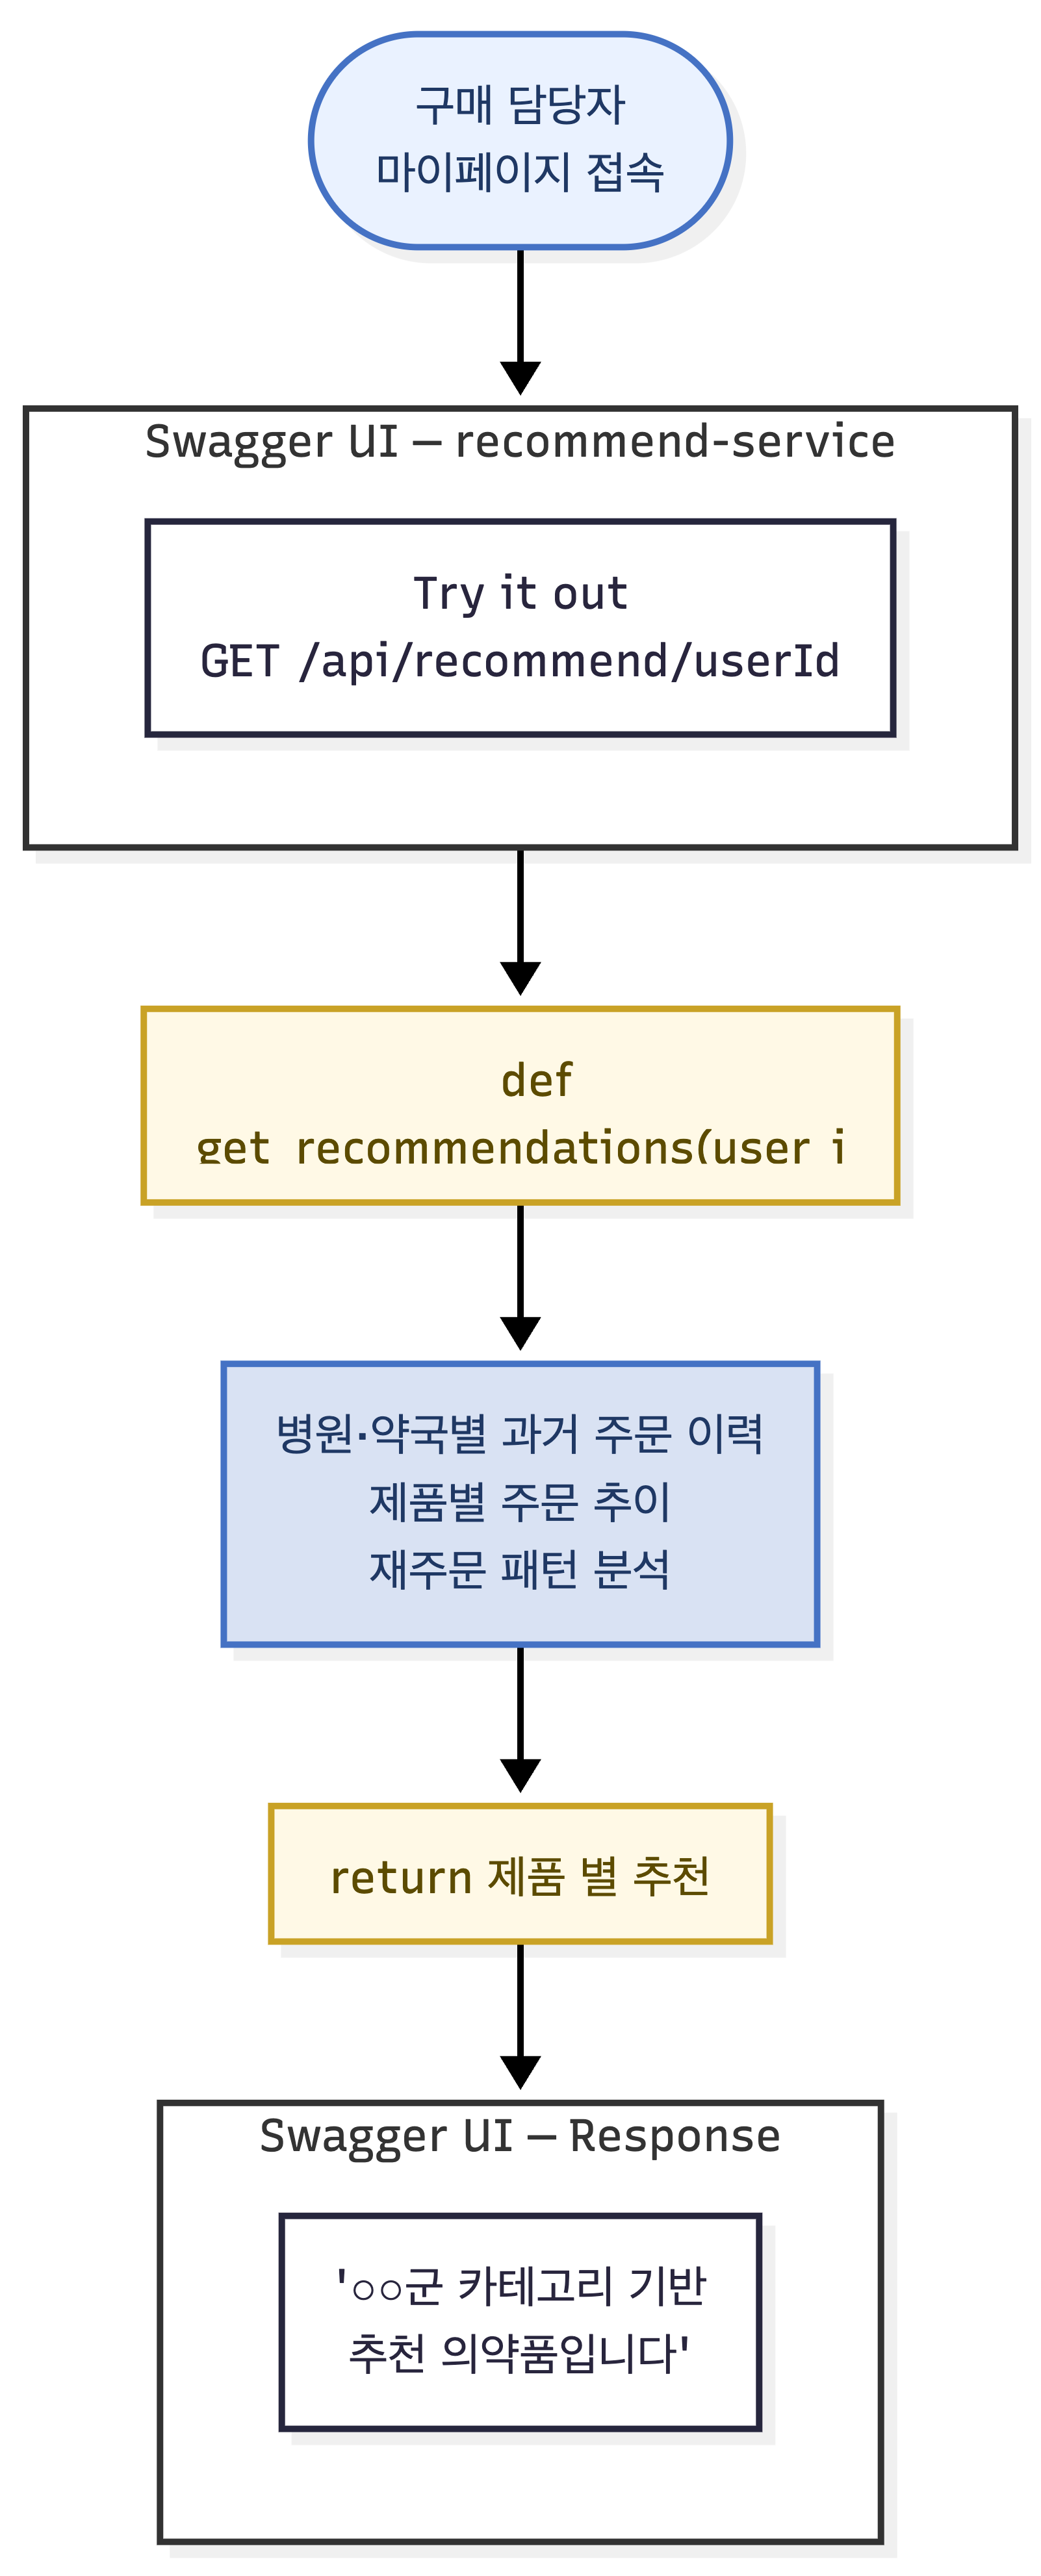 구매 담당자
마이페이지 접속
Swagger UI — recommend-service
Try it out
GET /api/recommend/userId
def
get recommendations(user i
병원·약국별 과거 주문 이력
제품별 주문 추이
재주문 패턴 분석
return 제품 별 추천
Swagger UI — Response
'○○군 카테고리 기반
추천 의약품입니다'